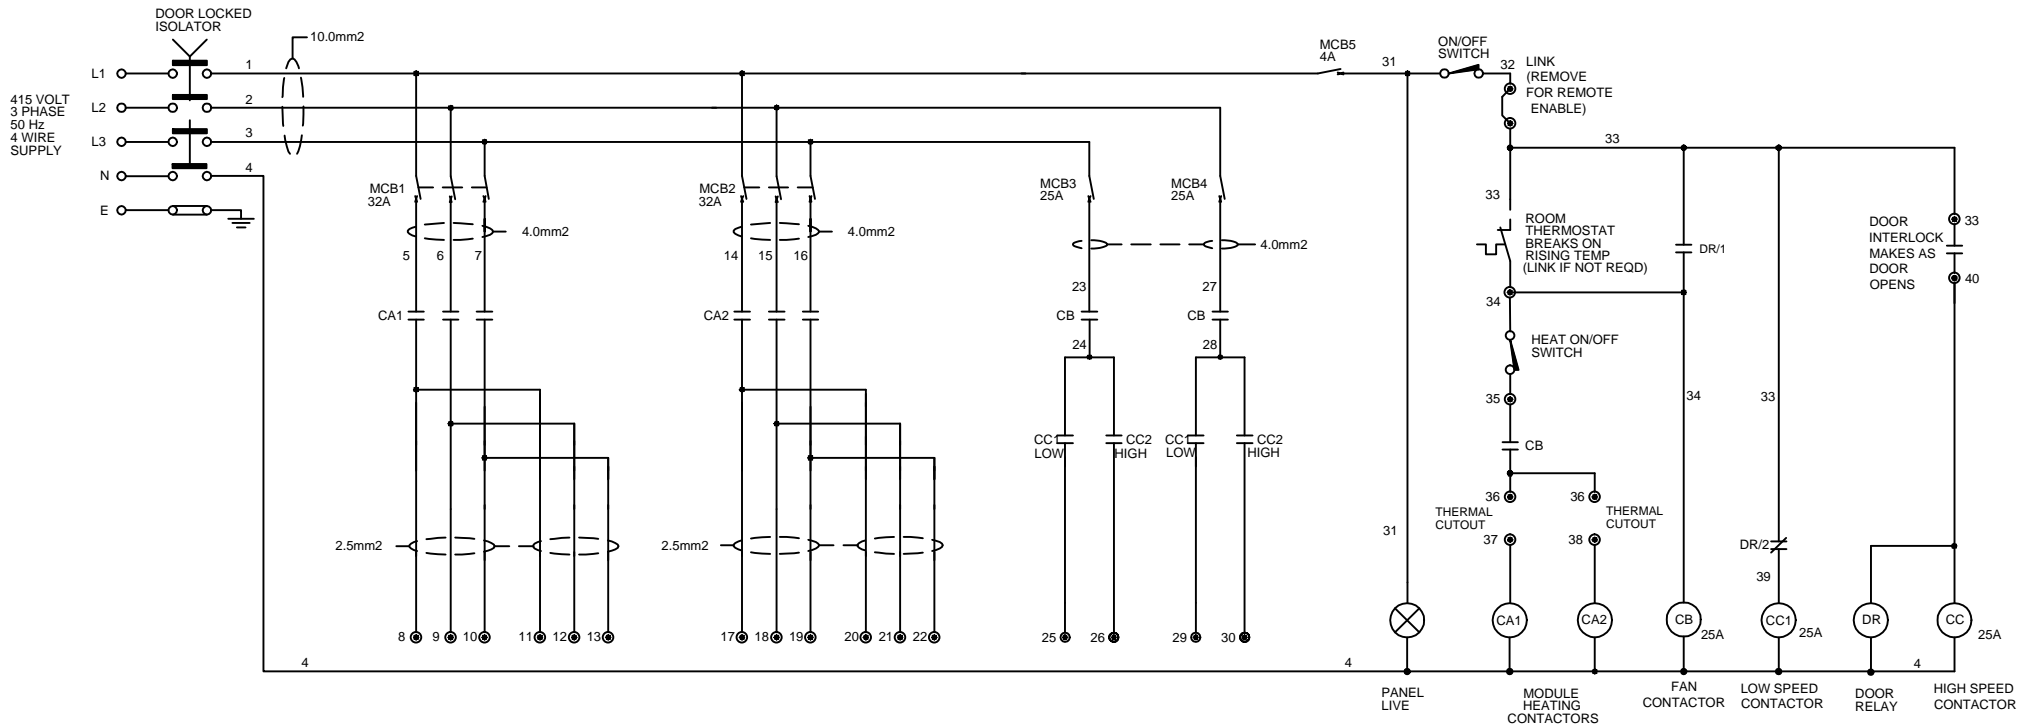 DOOR LOCKED
ISOLATOR
10.0mm2
L1
L2
L3
N
E
415 VOLT
3 PHASE
50 Hz
4 WIRE
SUPPLY
1
2
3
4
MCB1
32A
4.0mm2
5
6
7
CA1
2.5mm2
8
9
10
11
12
13
MCB2
32A
4.0mm2
14
15
16
CA2
2.5mm2
17
18
19
20
21
22
MCB3
25A
MCB4
25A
4.0mm2
23
27
CB
CB
24
28
CC1
LOW
CC2
HIGH
CC1
LOW
CC2
HIGH
25
26
29
30
MCB5
4A
31
ON/OFF
SWITCH
32
LINK
(REMOVE
FOR REMOTE
ENABLE)
33
33
ROOM
THERMOSTAT
BREAKS ON
RISING TEMP
(LINK IF NOT REQD)
34
DR/1
HEAT ON/OFF
SWITCH
35
CB
36
36
THERMAL
CUTOUT
THERMAL
CUTOUT
37
38
31
34
33
DR/2
39
DOOR
INTERLOCK
MAKES AS
DOOR
OPENS
33
40
CA1
CA2
CB
25A
CC1
25A
DR
CC
25A
4
4
4
PANEL
LIVE
MODULE
HEATING
CONTACTORS
FAN
CONTACTOR
LOW SPEED
CONTACTOR
DOOR
RELAY
HIGH SPEED
CONTACTOR